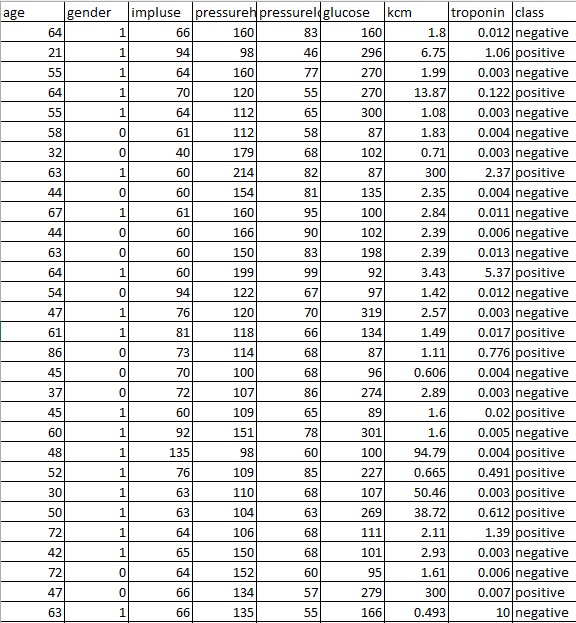 age gender impluse pressureh pressurelo glucose kcm troponin class
64 1 66 160 83 160 1.8 0.012 negative
21 1 94 98 46 296 6.75 1.06 positive
55 1 64 160 77 270 1.99 0.003 negative
64 1 70 120 55 270 13.87 0.122 positive
55 1 64 112 65 300 1.08 0.003 negative
58 0 61 112 58 87 1.83 0.004 negative
32 0 40 179 68 102 0.71 0.003 negative
63 1 60 214 82 87 300 2.37 positive
44 0 60 154 81 135 2.35 0.004 negative
67 1 61 160 95 100 2.84 0.011 negative
44 0 60 166 90 102 2.39 0.006 negative
63 0 60 150 83 198 2.39 0.013 negative
64 1 60 199 99 92 3.43 5.37 positive
54 0 94 122 67 97 1.42 0.012 negative
47 1 76 120 70 319 2.57 0.003 negative
61 1 81 118 66 134 1.49 0.017 positive
86 0 73 114 68 87 1.11 0.776 positive
45 0 70 100 68 96 0.606 0.004 negative
37 0 72 107 86 274 2.89 0.003 negative
45 1 60 109 65 89 1.6 0.02 positive
60 1 92 151 78 301 1.6 0.005 negative
48 1 135 98 60 100 94.79 0.004 positive
52 1 76 109 85 227 0.665 0.491 positive
30 1 63 110 68 107 50.46 0.003 positive
50 1 63 104 63 269 38.72 0.612 positive
72 1 64 106 68 111 2.11 1.39 positive
42 1 65 150 68 101 2.93 0.003 negative
72 0 64 152 60 95 1.61 0.006 negative
47 0 66 134 57 279 300 0.007 positive
63 1 66 135 55 166 0.493 10 negative